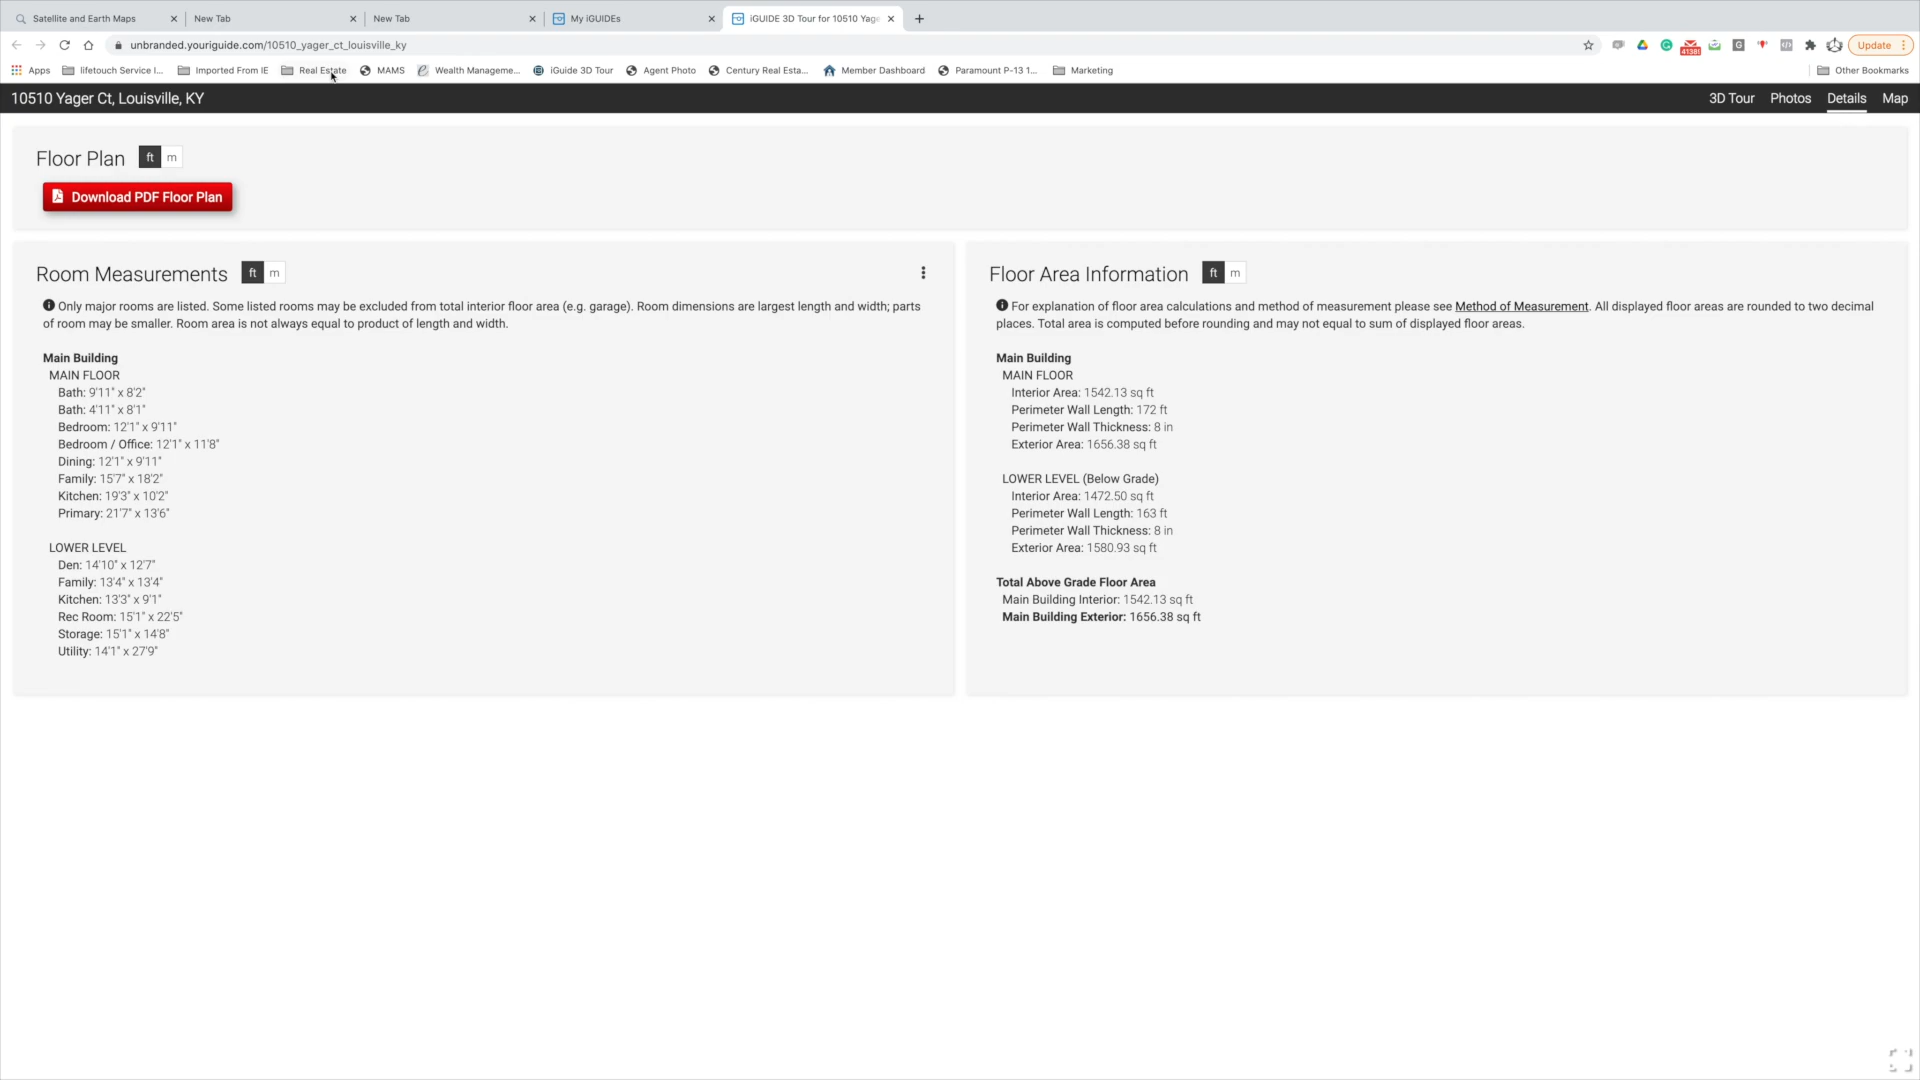 Satellite and Earth Maps
New Tab
New Tab
My iGUIDEs
iGUIDE 3D Tour for 10510 Yage
unbranded.youriguide.com/10510_yager_ct_louisville_ky
Update
Apps
lifetouch Service I...
Imported From IE
Real Estate
MAMS
Wealth Manageme...
iGuide 3D Tour
Agent Photo
Century Real Esta...
Member Dashboard
Paramount P-13 1...
Marketing
Other Bookmarks
10510 Yager Ct, Louisville, KY
3D Tour
Photos
Details
Map
Floor Plan
ft m
Download PDF Floor Plan
Room Measurements
ft m
Only major rooms are listed. Some listed rooms may be excluded from total interior floor area (e.g. garage). Room dimensions are largest length and width; parts
of room may be smaller. Room area is not always equal to product of length and width.
Main Building
MAIN FLOOR
Bath: 9'11" x 8'2"
Bath: 4'11" x 8'1"
Bedroom: 12'1" x 9'11"
Bedroom / Office: 12'1" x 11'8"
Dining: 12'1" x 9'11"
Family: 15'7" x 18'2"
Kitchen: 19'3" x 10'2"
Primary: 21'7" x 13'6"
LOWER LEVEL
Den: 14'10" x 12'7"
Family: 13'4" x 13'4"
Kitchen: 13'3" x 9'1"
Rec Room: 15'1" x 22'5"
Storage: 15'1" x 14'8"
Utility: 14'1" x 27'9"
Floor Area Information
ft m
For explanation of floor area calculations and method of measurement please see Method of Measurement. All displayed floor areas are rounded to two decimal
places. Total area is computed before rounding and may not equal to sum of displayed floor areas.
Main Building
MAIN FLOOR
Interior Area: 1542.13 sq ft
Perimeter Wall Length: 172 ft
Perimeter Wall Thickness: 8 in
Exterior Area: 1656.38 sq ft
LOWER LEVEL (Below Grade)
Interior Area: 1472.50 sq ft
Perimeter Wall Length: 163 ft
Perimeter Wall Thickness: 8 in
Exterior Area: 1580.93 sq ft
Total Above Grade Floor Area
Main Building Interior: 1542.13 sq ft
Main Building Exterior: 1656.38 sq ft